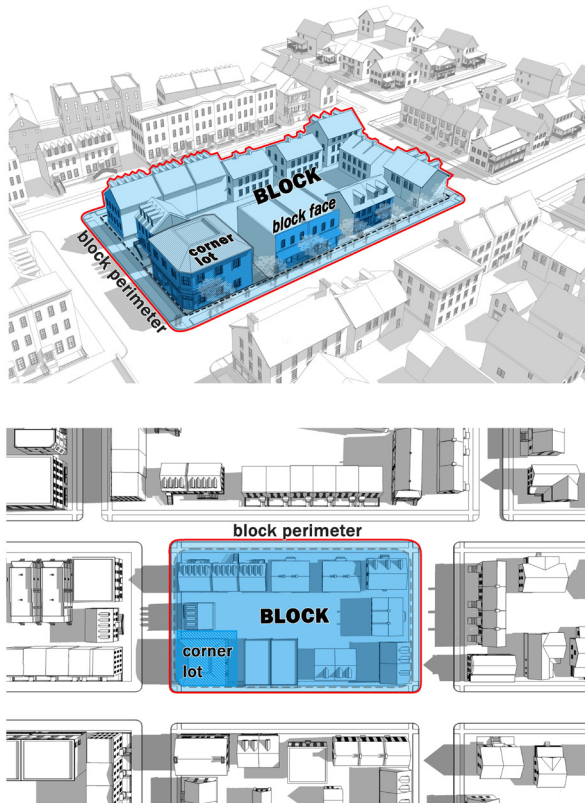 BLOCK
block face
corner
lot
block perimeter
block perimeter
BLOCK
corner
lot